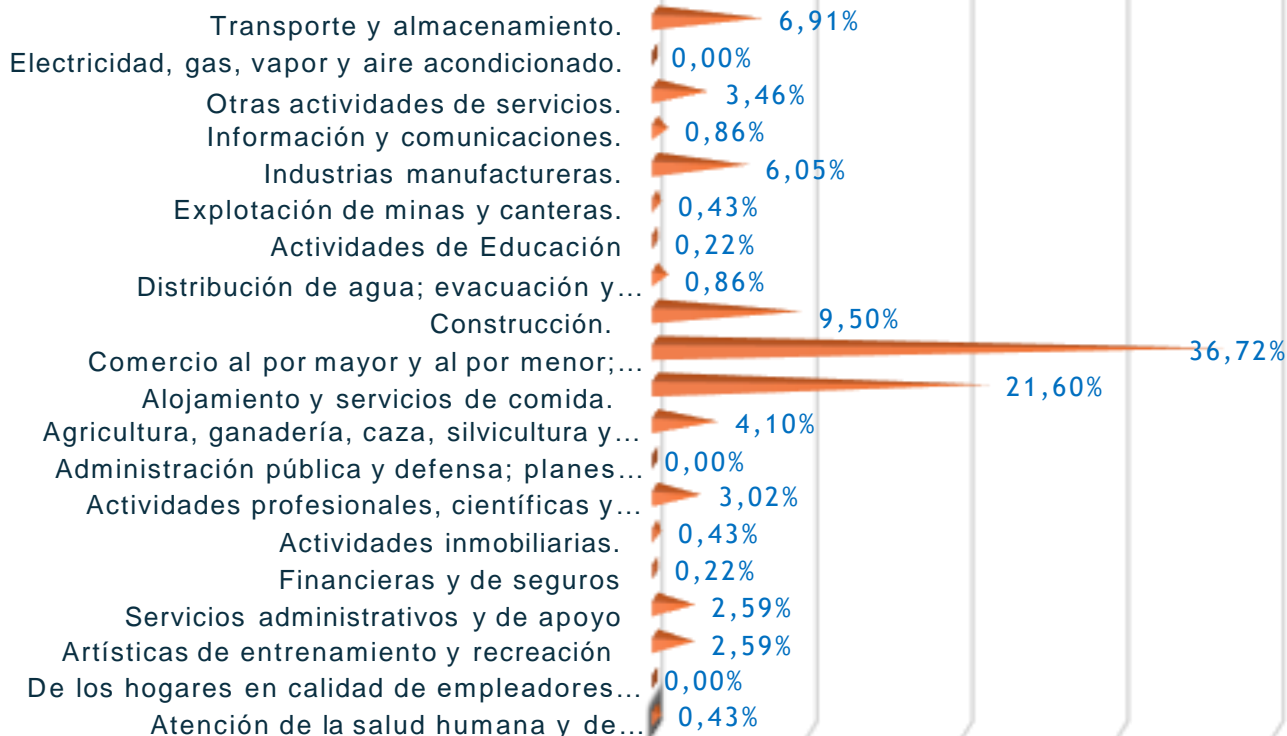 Transporte y almacenamiento. 6,91%
Electricidad, gas, vapor y aire acondicionado. 0,00%
Otras actividades de servicios. 3,46%
Información y comunicaciones. 0,86%
Industrias manufactureras. 6,05%
Explotación de minas y canteras. 0,43%
Actividades de Educación 0,22%
Distribución de agua; evacuación y... 0,86%
Construcción. 9,50%
Comercio al por mayor y al por menor;... 36,72%
Alojamiento y servicios de comida. 21,60%
Agricultura, ganadería, caza, silvicultura y... 4,10%
Administración pública y defensa; planes... 0,00%
Actividades profesionales, científicas y... 3,02%
Actividades inmobiliarias. 0,43%
Financieras y de seguros 0,22%
Servicios administrativos y de apoyo 2,59%
Artísticas de entrenamiento y recreación 2,59%
De los hogares en calidad de empleadores... 0,00%
Atención de la salud humana y de... 0,43%